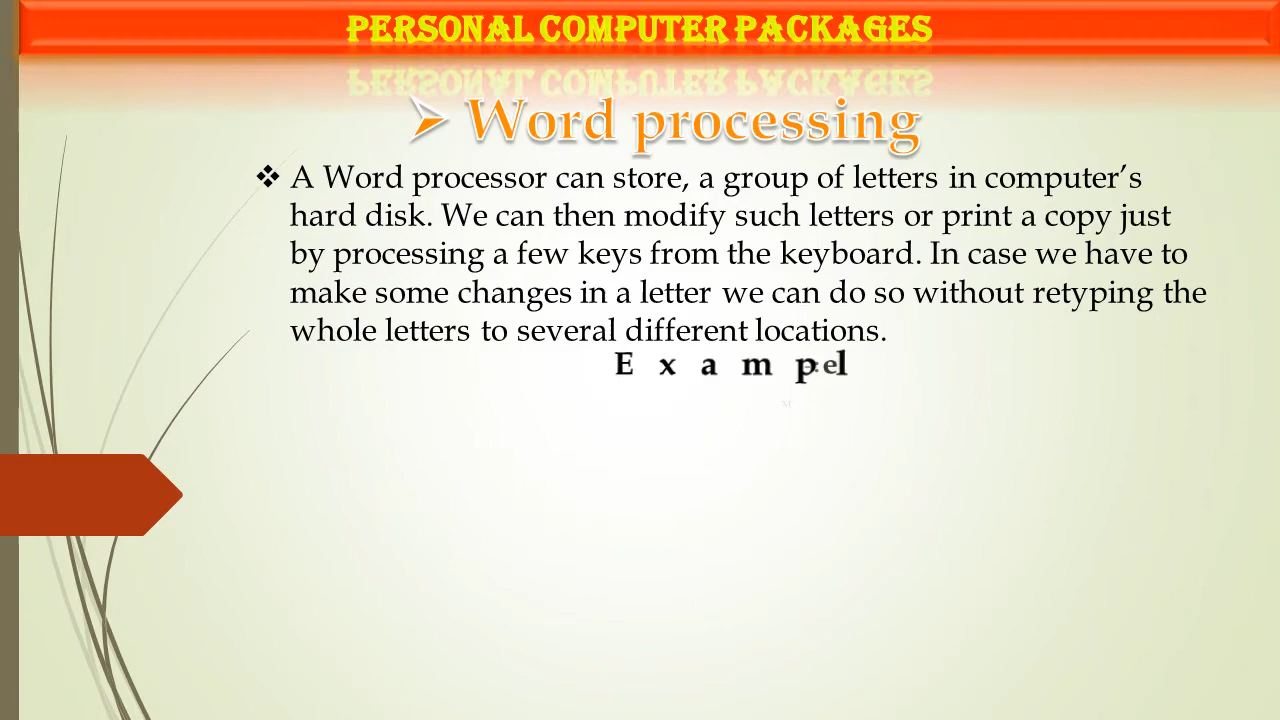 PERSONAL COMPUTER PACKAGES
Word processing
A Word processor can store, a group of letters in computer's
hard disk. We can then modify such letters or print a copy just
by processing a few keys from the keyboard. In case we have to
make some changes in a letter we can do so without retyping the
whole letters to several different locations.